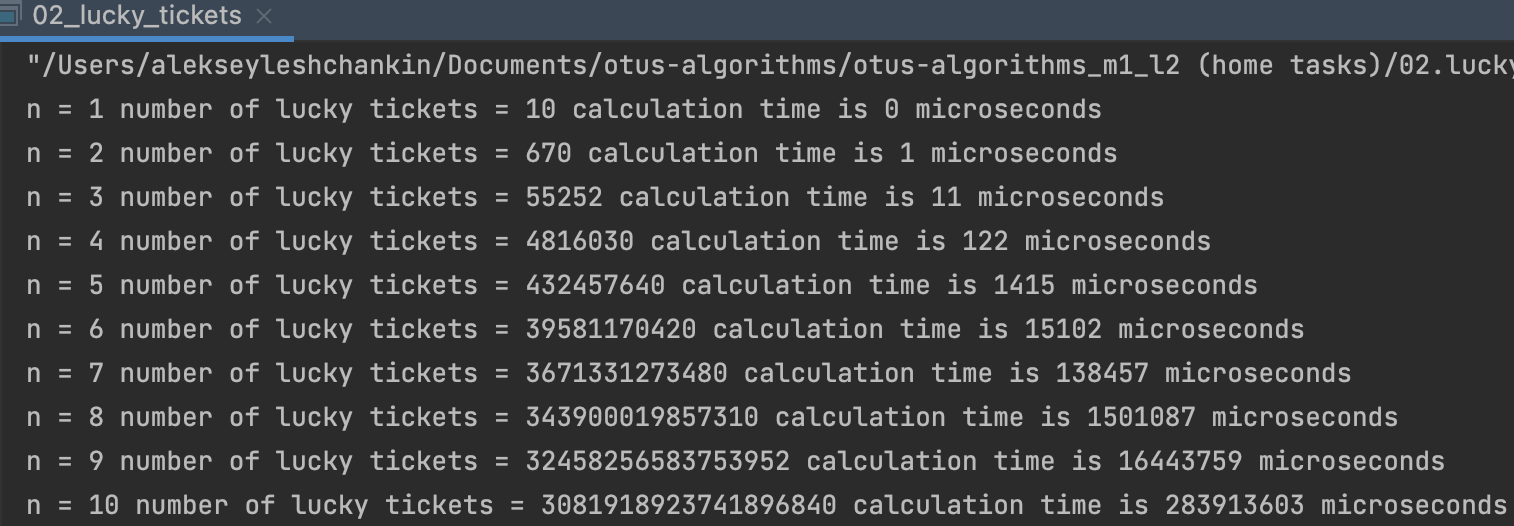 02_lucky_tickets
"/Users/alekseyleshchankin/Documents/otus-algorithms/otus-algorithms_m1_l2 (home tasks)/02.lucky
n = 1 number of lucky tickets = 10 calculation time is 0 microseconds
n = 2 number of lucky tickets = 670 calculation time is 1 microseconds
n = 3 number of lucky tickets = 55252 calculation time is 11 microseconds
n = 4 number of lucky tickets = 4816030 calculation time is 122 microseconds
n = 5 number of lucky tickets = 432457640 calculation time is 1415 microseconds
n = 6 number of lucky tickets = 39581170420 calculation time is 15102 microseconds
n = 7 number of lucky tickets = 3671331273480 calculation time is 138457 microseconds
n = 8 number of lucky tickets = 343900019857310 calculation time is 1501087 microseconds
n = 9 number of lucky tickets = 32458256583753952 calculation time is 16443759 microseconds
n = 10 number of lucky tickets = 3081918923741896840 calculation time is 283913603 microseconds